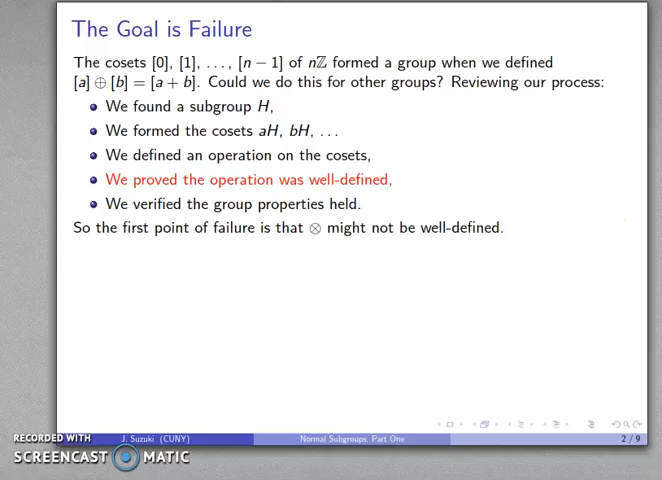 The Goal is Failure
The cosets [0], [1], ..., [n − 1] of nℤ formed a group when we defined
[a] ⊕ [b] = [a + b]. Could we do this for other groups? Reviewing our process:
We found a subgroup H,
We formed the cosets aH, bH, ...
We defined an operation on the cosets,
We proved the operation was well-defined,
We verified the group properties held.
So the first point of failure is that ⊗ might not be well-defined.
J. Suzuki (CUNY) Normal Subgroups, Part One 2 / 9
RECORDED WITH
SCREENCAST MATIC